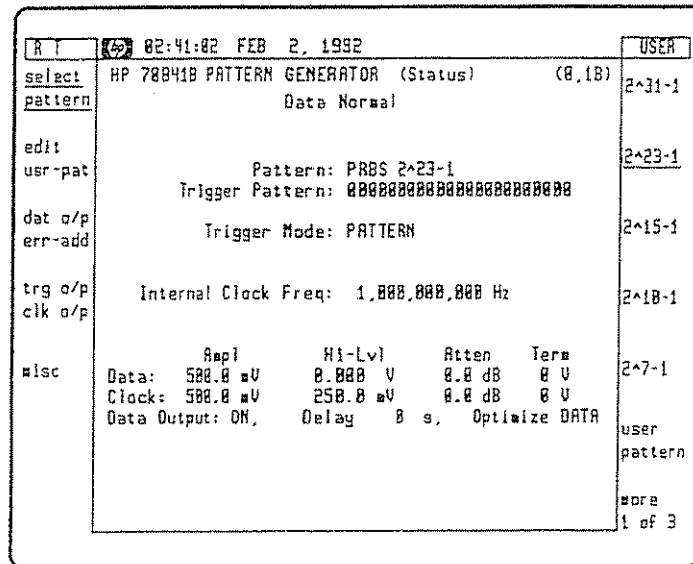 R T
hp 02:41:02 FEB 2, 1992
USER
select pattern
edit usr-pat
dat o/p err-add
trg o/p clk o/p
misc
HP 70841B PATTERN GENERATOR (Status) (0,18)
Data Normal
Pattern: PRBS 2^23-1
Trigger Pattern: 00000000000000000000000
Trigger Mode: PATTERN
Internal Clock Freq: 1,000,000,000 Hz
Ampl Hi-Lvl Atten Term
Data: 500.0 mV 0.000 V 0.0 dB 0 V
Clock: 500.0 mV 250.0 mV 0.0 dB 0 V
Data Output: ON, Delay 0 s, Optimize DATA
2^31-1
2^23-1
2^15-1
2^10-1
2^7-1
user pattern
more
1 of 3